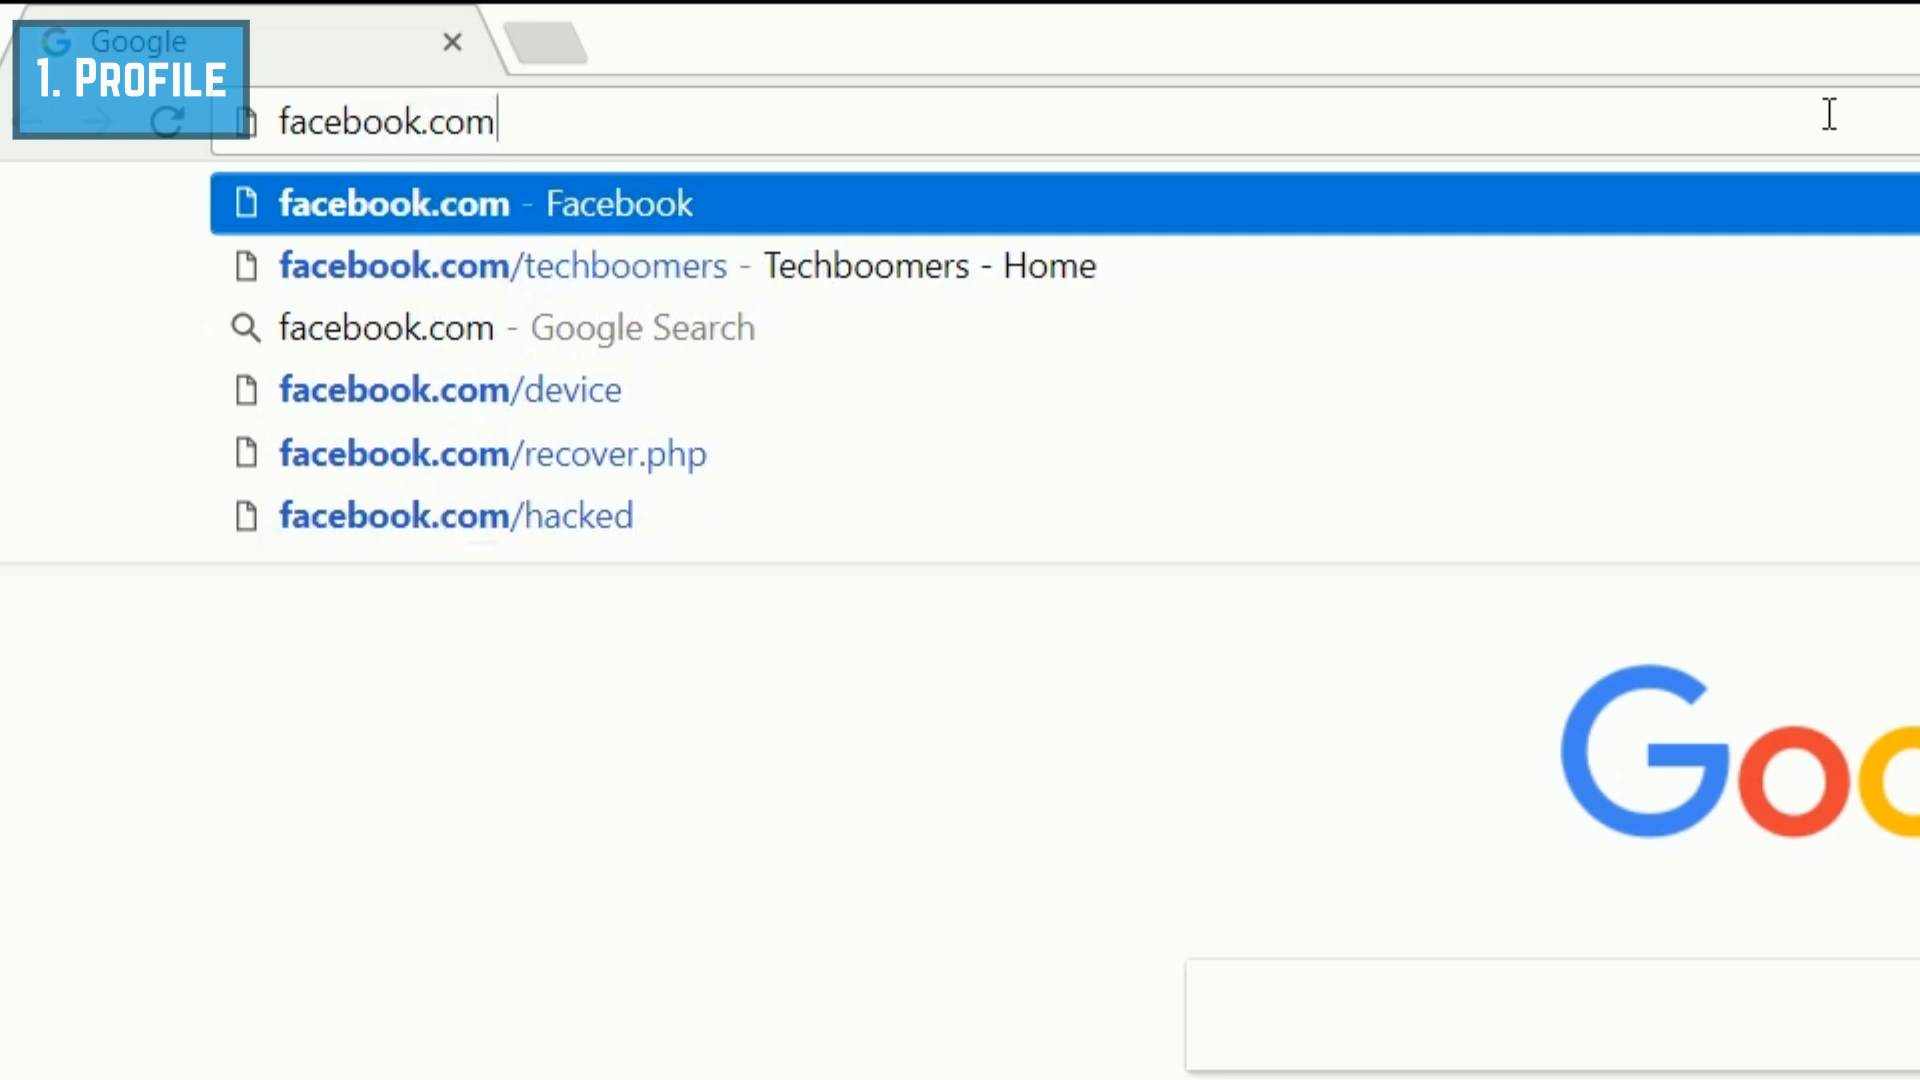 Google
1. PROFILE
facebook.com
facebook.com - Facebook
facebook.com/techboomers - Techboomers - Home
facebook.com - Google Search
facebook.com/device
facebook.com/recover.php
facebook.com/hacked
Goo